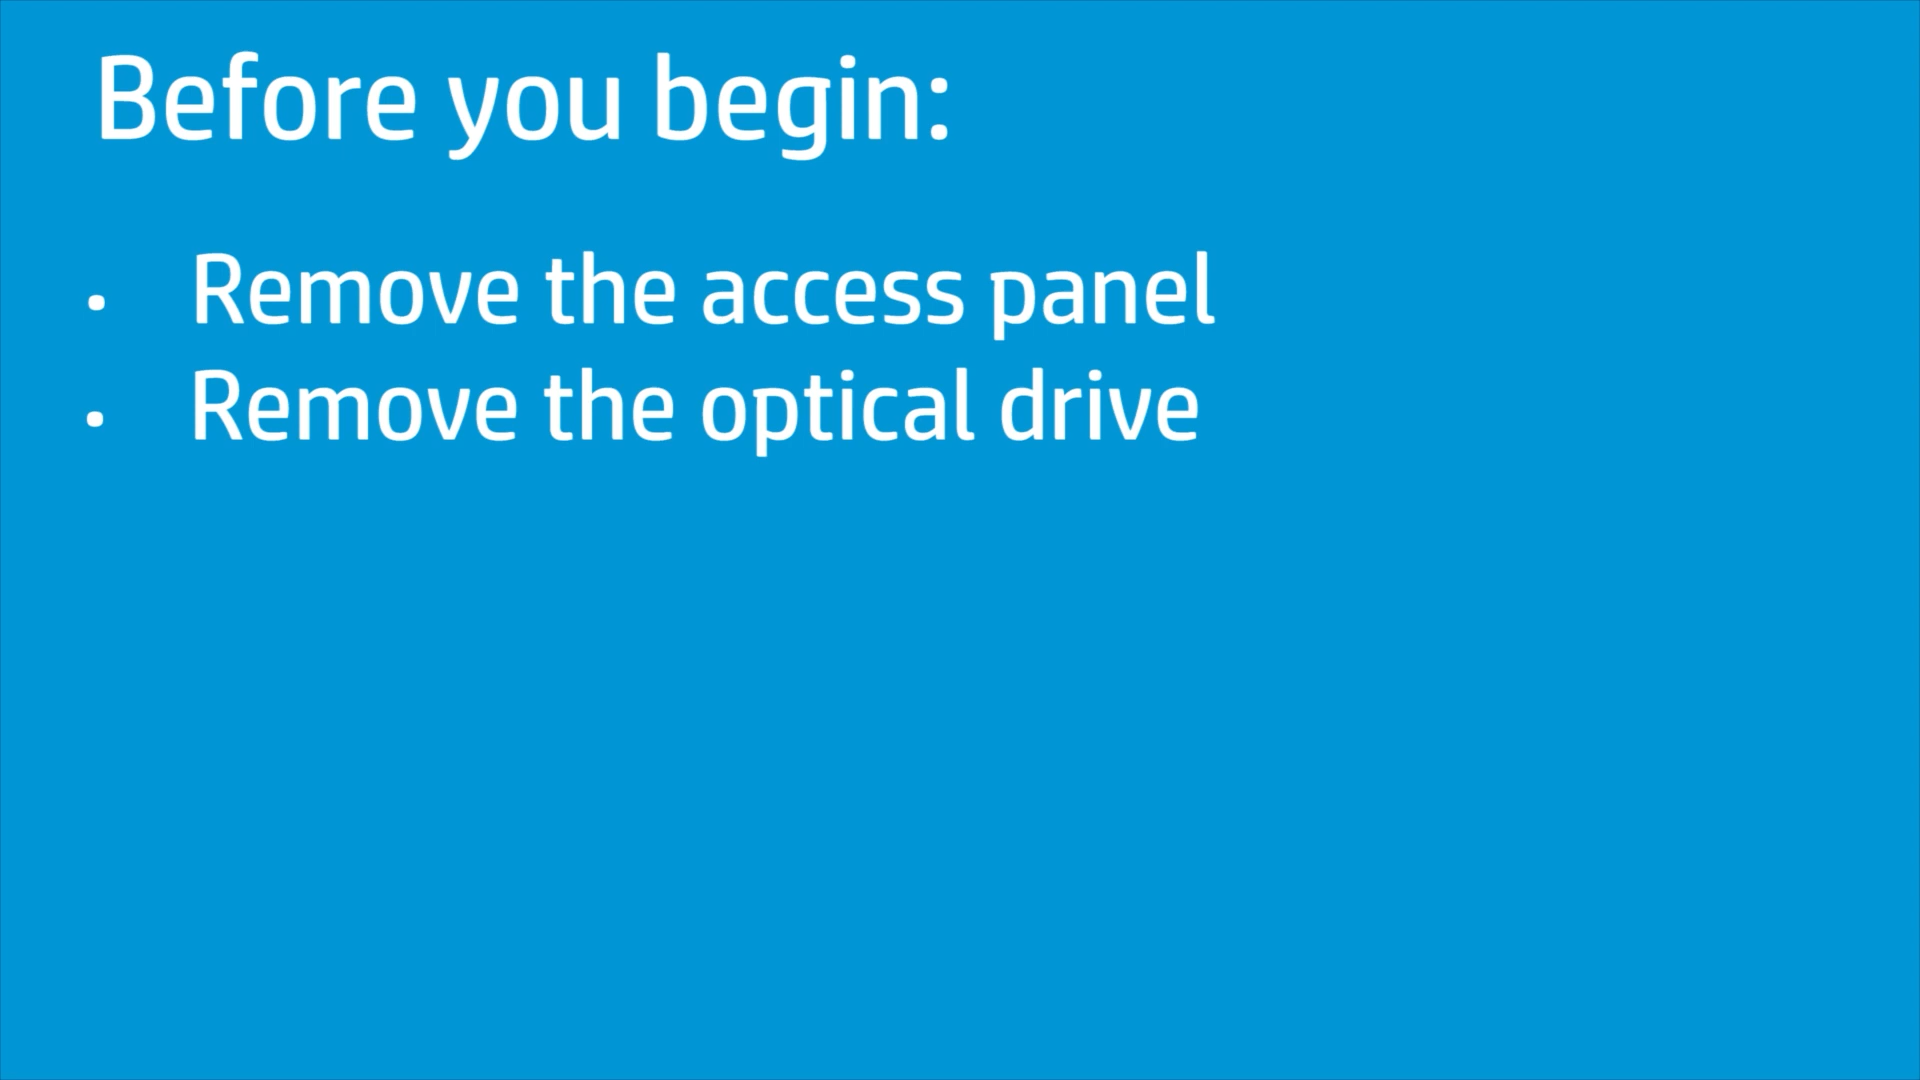 Before you begin:
• Remove the access panel
• Remove the optical drive